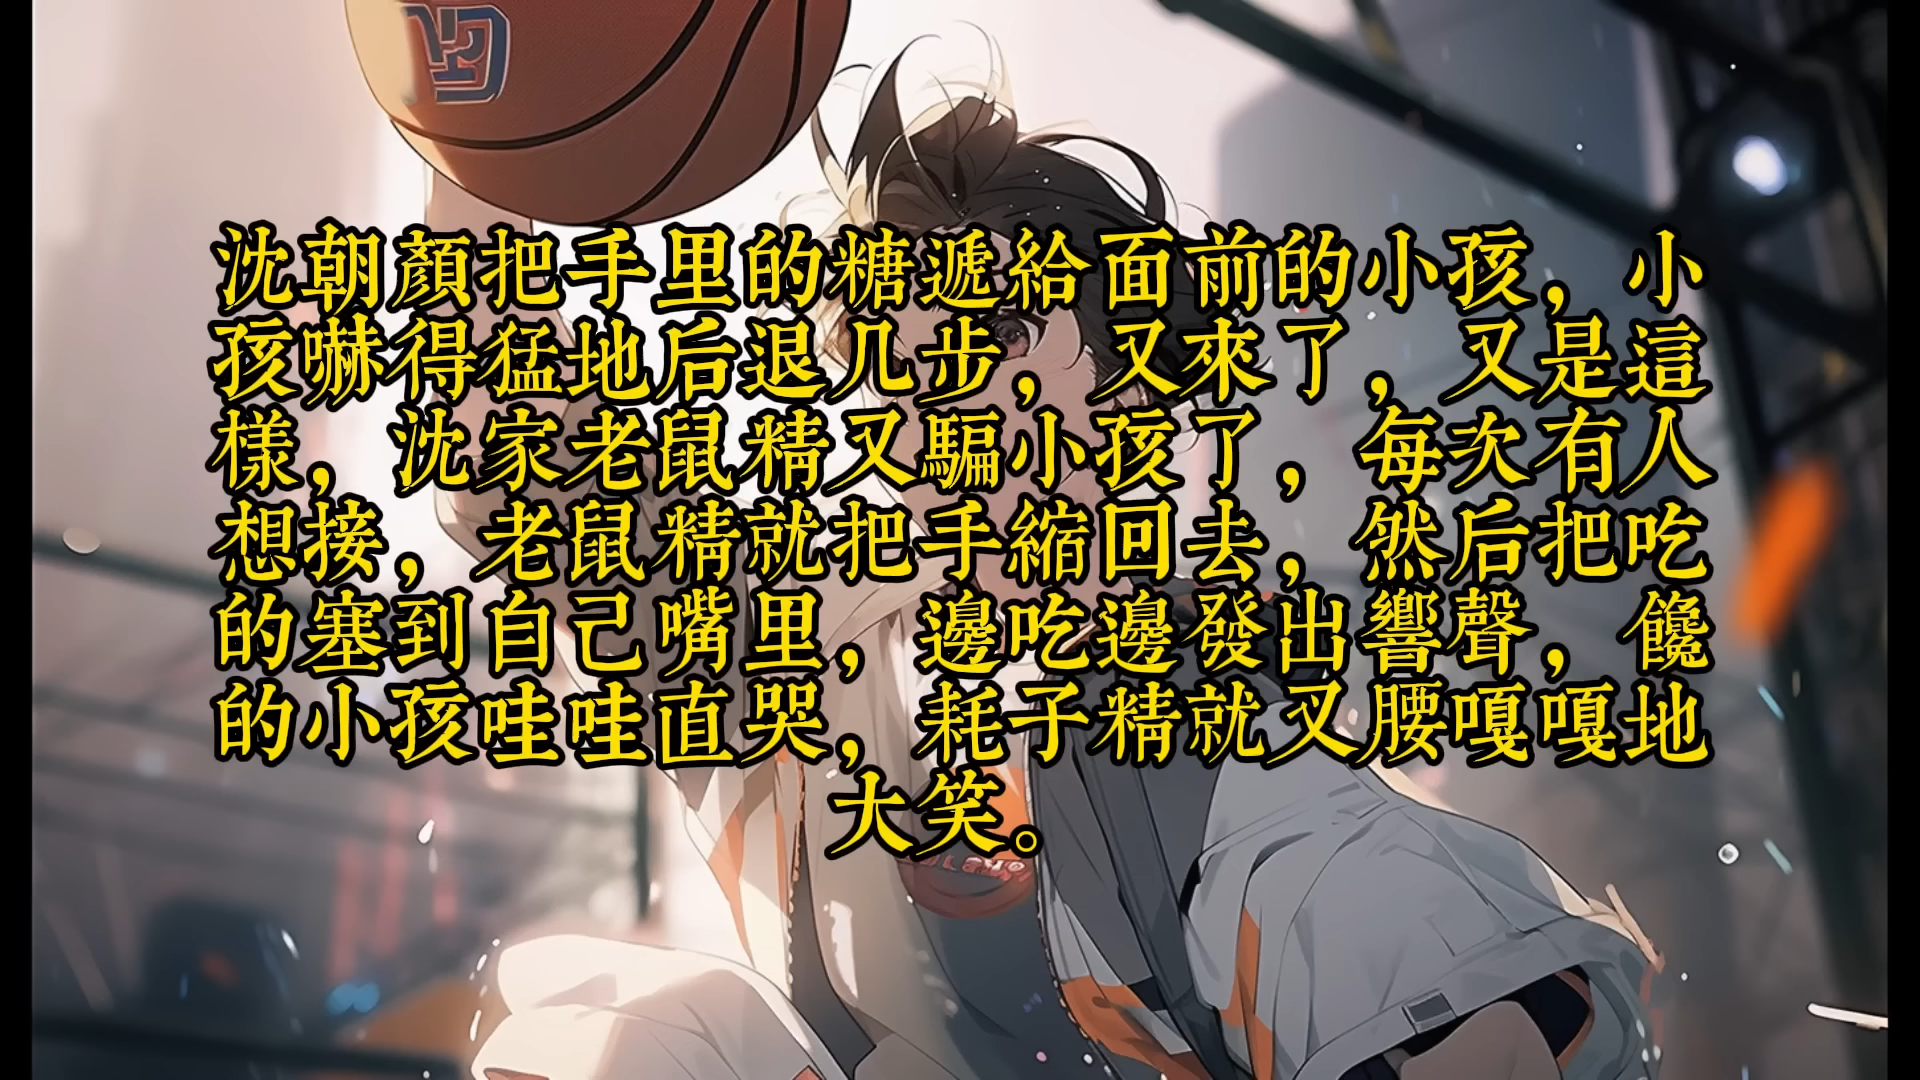 沈朝顏把手里的糖遞給面前的小孩，小
孩嚇得猛地后退几步，又來了，又是這
樣，沈家老鼠精又騙小孩了，每次有人
想接，老鼠精就把手縮回去，然后把吃
的塞到自己嘴里，邊吃邊發出響聲，饞
的小孩哇哇直哭，耗子精就叉腰嘎嘎地
大笑。